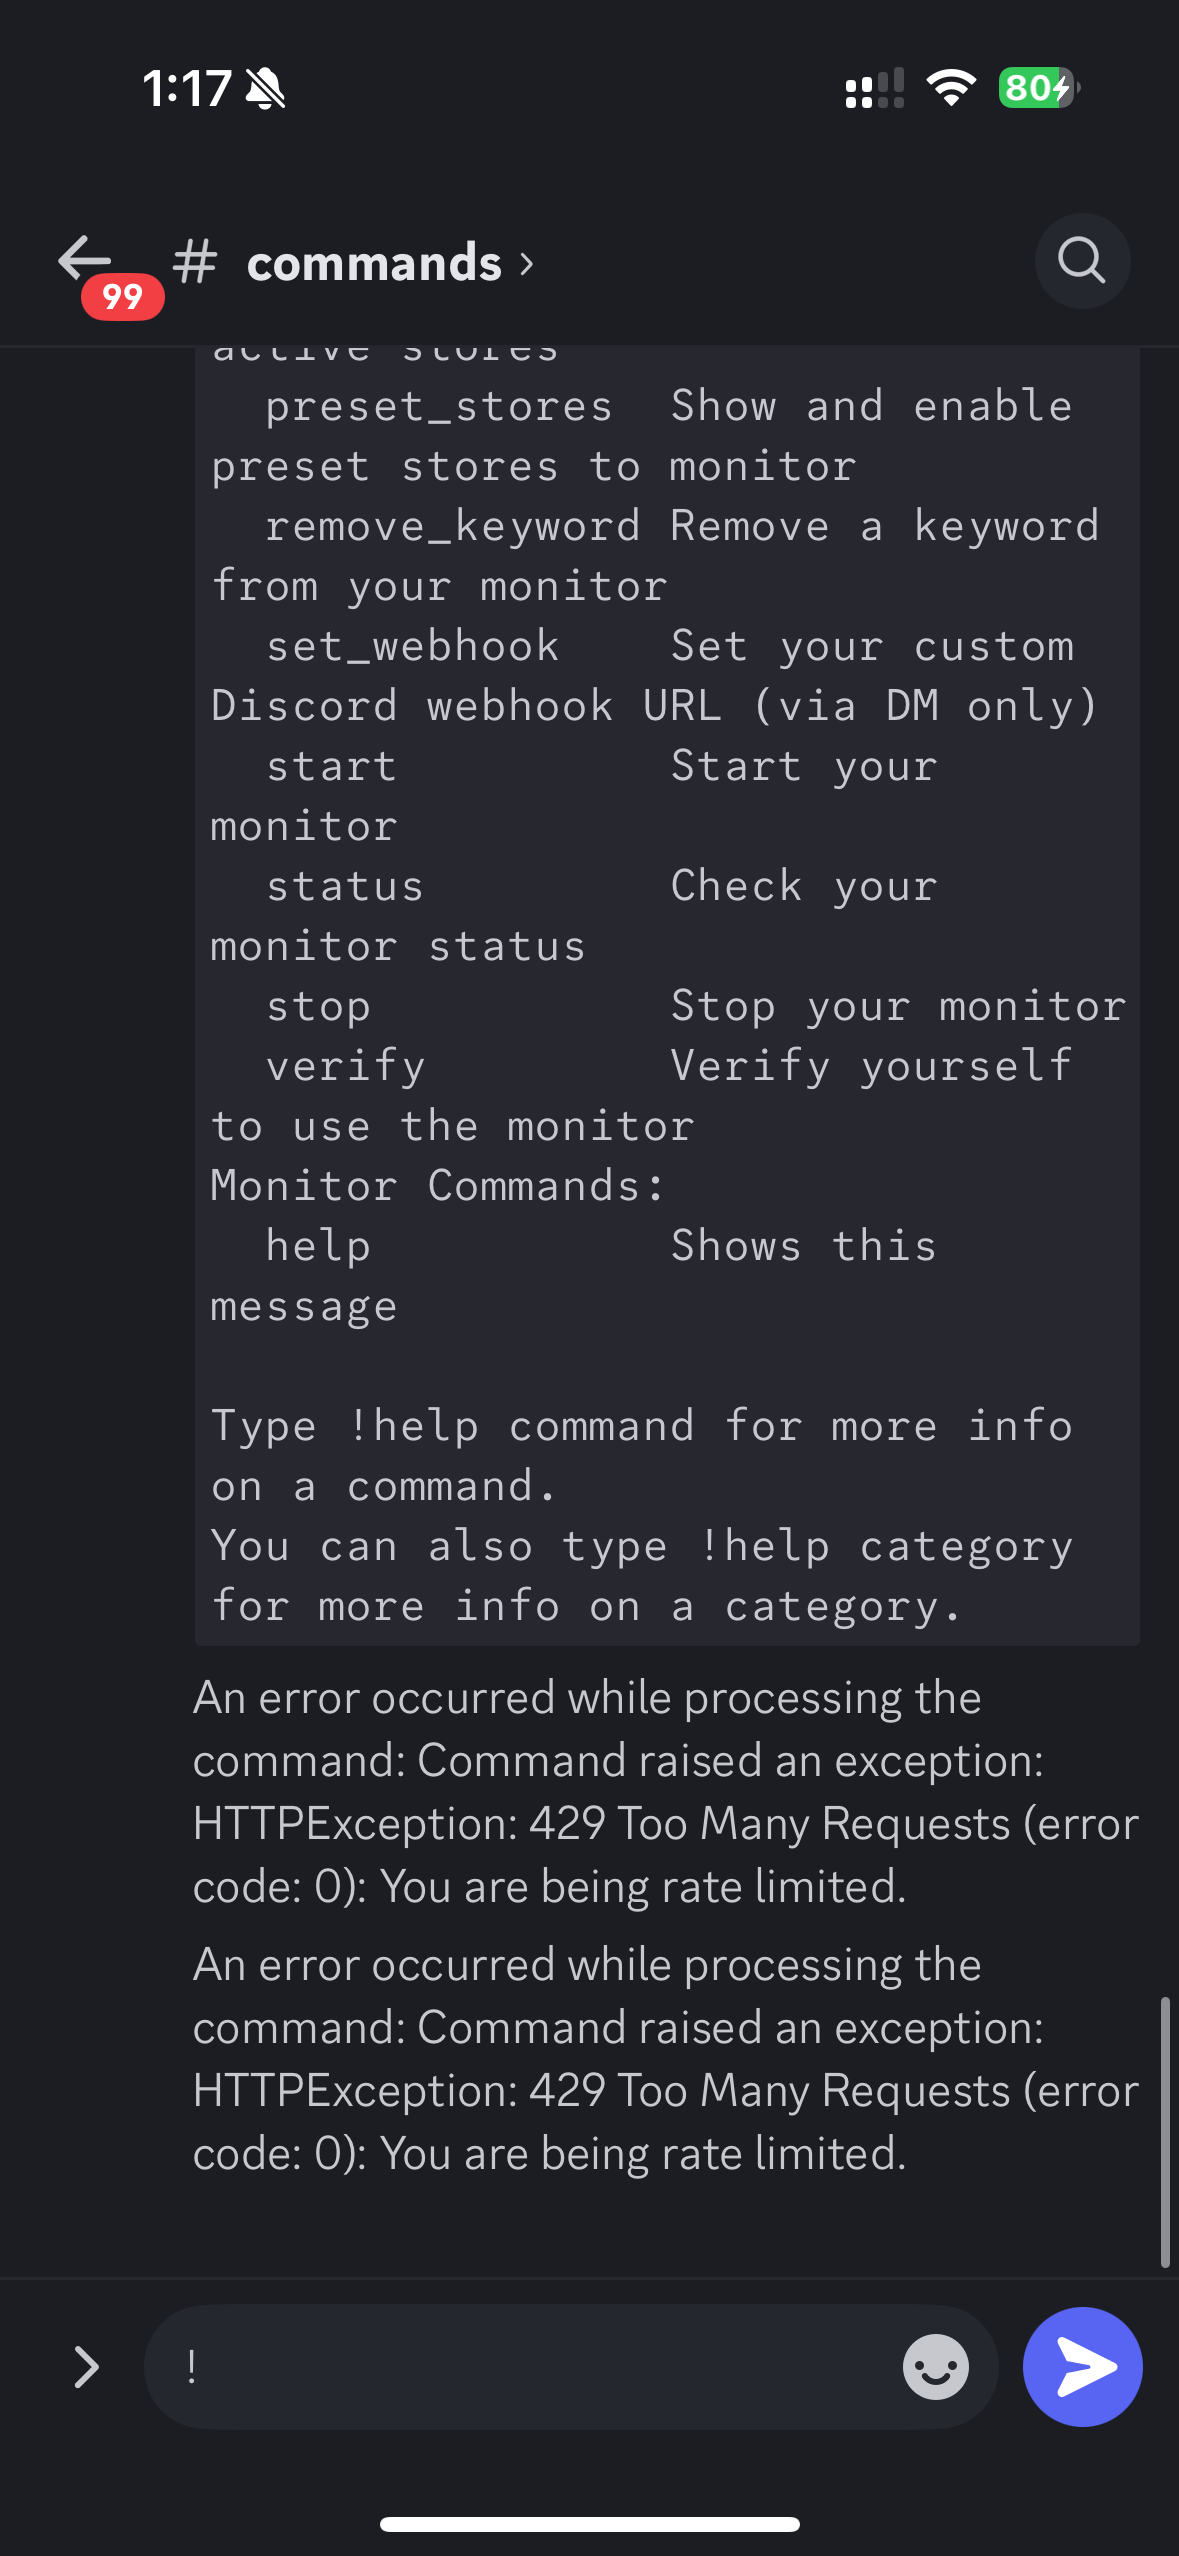 1:17
80
99
# commands ›
active stores
preset_stores  Show and enable
preset stores to monitor
remove_keyword Remove a keyword
from your monitor
set_webhook    Set your custom
Discord webhook URL (via DM only)
start          Start your
monitor
status         Check your
monitor status
stop           Stop your monitor
verify         Verify yourself
to use the monitor
Monitor Commands:
help           Shows this
message
Type !help command for more info
on a command.
You can also type !help category
for more info on a category.
An error occurred while processing the
command: Command raised an exception:
HTTPException: 429 Too Many Requests (error
code: 0): You are being rate limited.
An error occurred while processing the
command: Command raised an exception:
HTTPException: 429 Too Many Requests (error
code: 0): You are being rate limited.
!